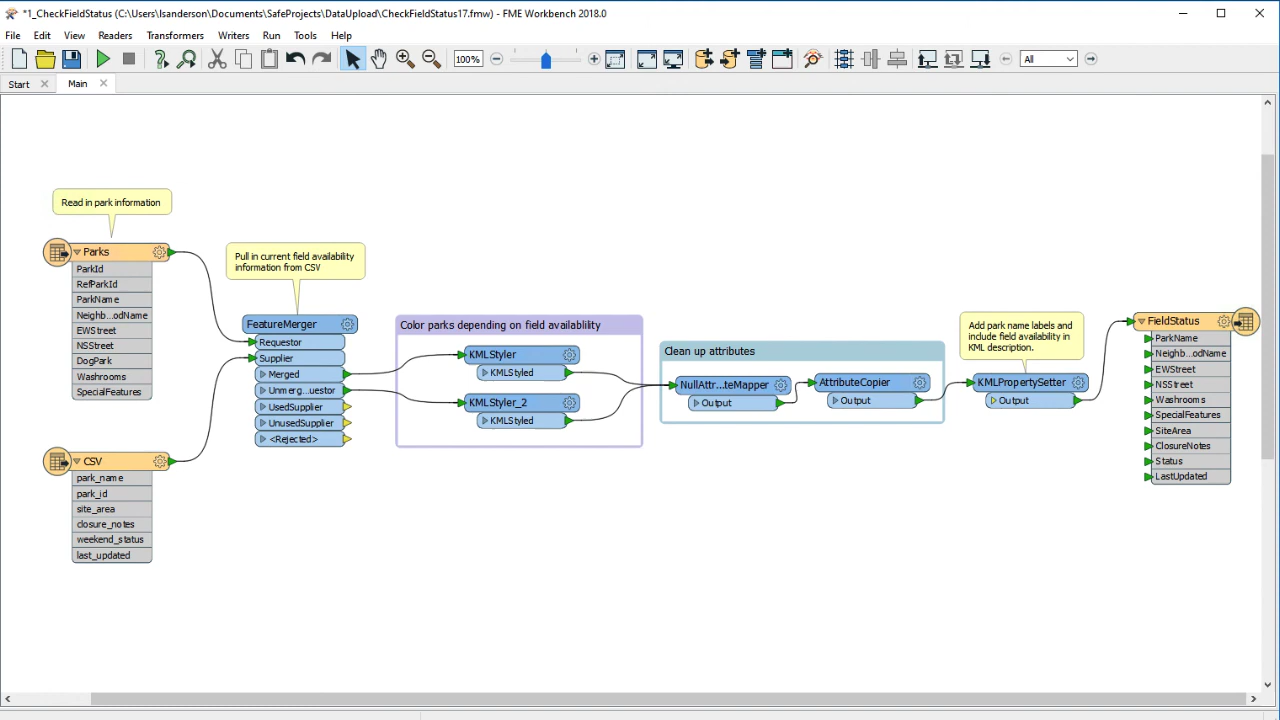 *1_CheckFieldStatus (C:\Users\lsanderson\Documents\SafeProjects\DataUpload\CheckFieldStatus17.fmw) - FME Workbench 2018.0
File Edit View Readers Transformers Writers Run Tools Help
100%
All
Start
Main
Read in park information
Parks
ParkId
RefParkId
ParkName
Neighb...odName
EWStreet
NSStreet
DogPark
Washrooms
SpecialFeatures
CSV
park_name
park_id
site_area
closure_notes
weekend_status
last_updated
Pull in current field availability
information from CSV
FeatureMerger
Requestor
Supplier
Merged
Unmerg...uestor
UsedSupplier
UnusedSupplier
<Rejected>
Color parks depending on field availablility
KMLStyler
KMLStyled
KMLStyler_2
KMLStyled
Clean up attributes
NullAttr...teMapper
Output
AttributeCopier
Output
Add park name labels and
include field availability in
KML description.
KMLPropertySetter
Output
FieldStatus
ParkName
Neighb...odName
EWStreet
NSStreet
Washrooms
SpecialFeatures
SiteArea
ClosureNotes
Status
LastUpdated